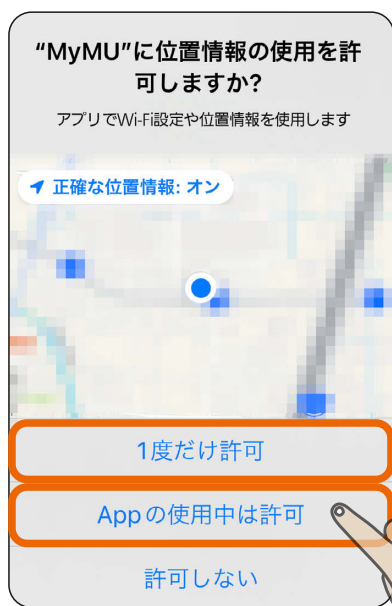 “MyMU”に位置情報の使用を許
可しますか?
アプリでWi-Fi設定や位置情報を使用します
正確な位置情報: オン
1度だけ許可
Appの使用中は許可
許可しない